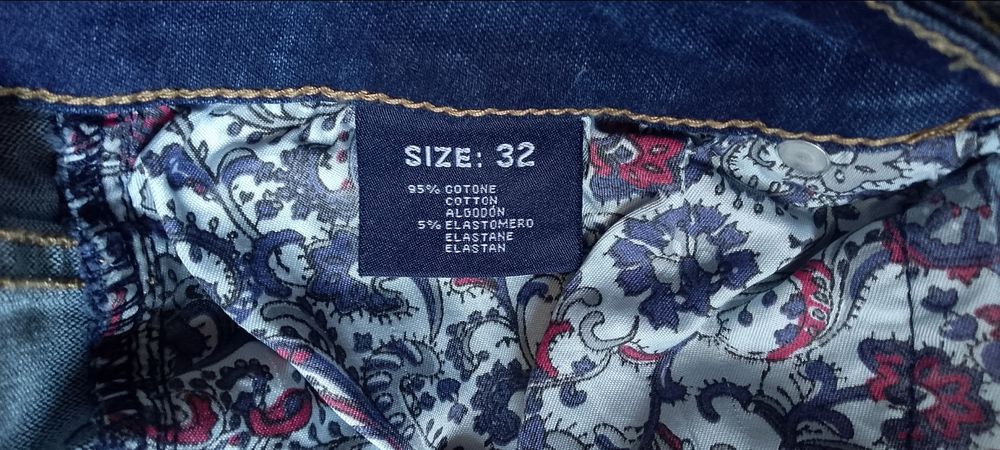 SIZE: 32
95% COTONE
COTTON
ALGODÓN
5% ELASTOMERO
ELASTANE
ELASTAN